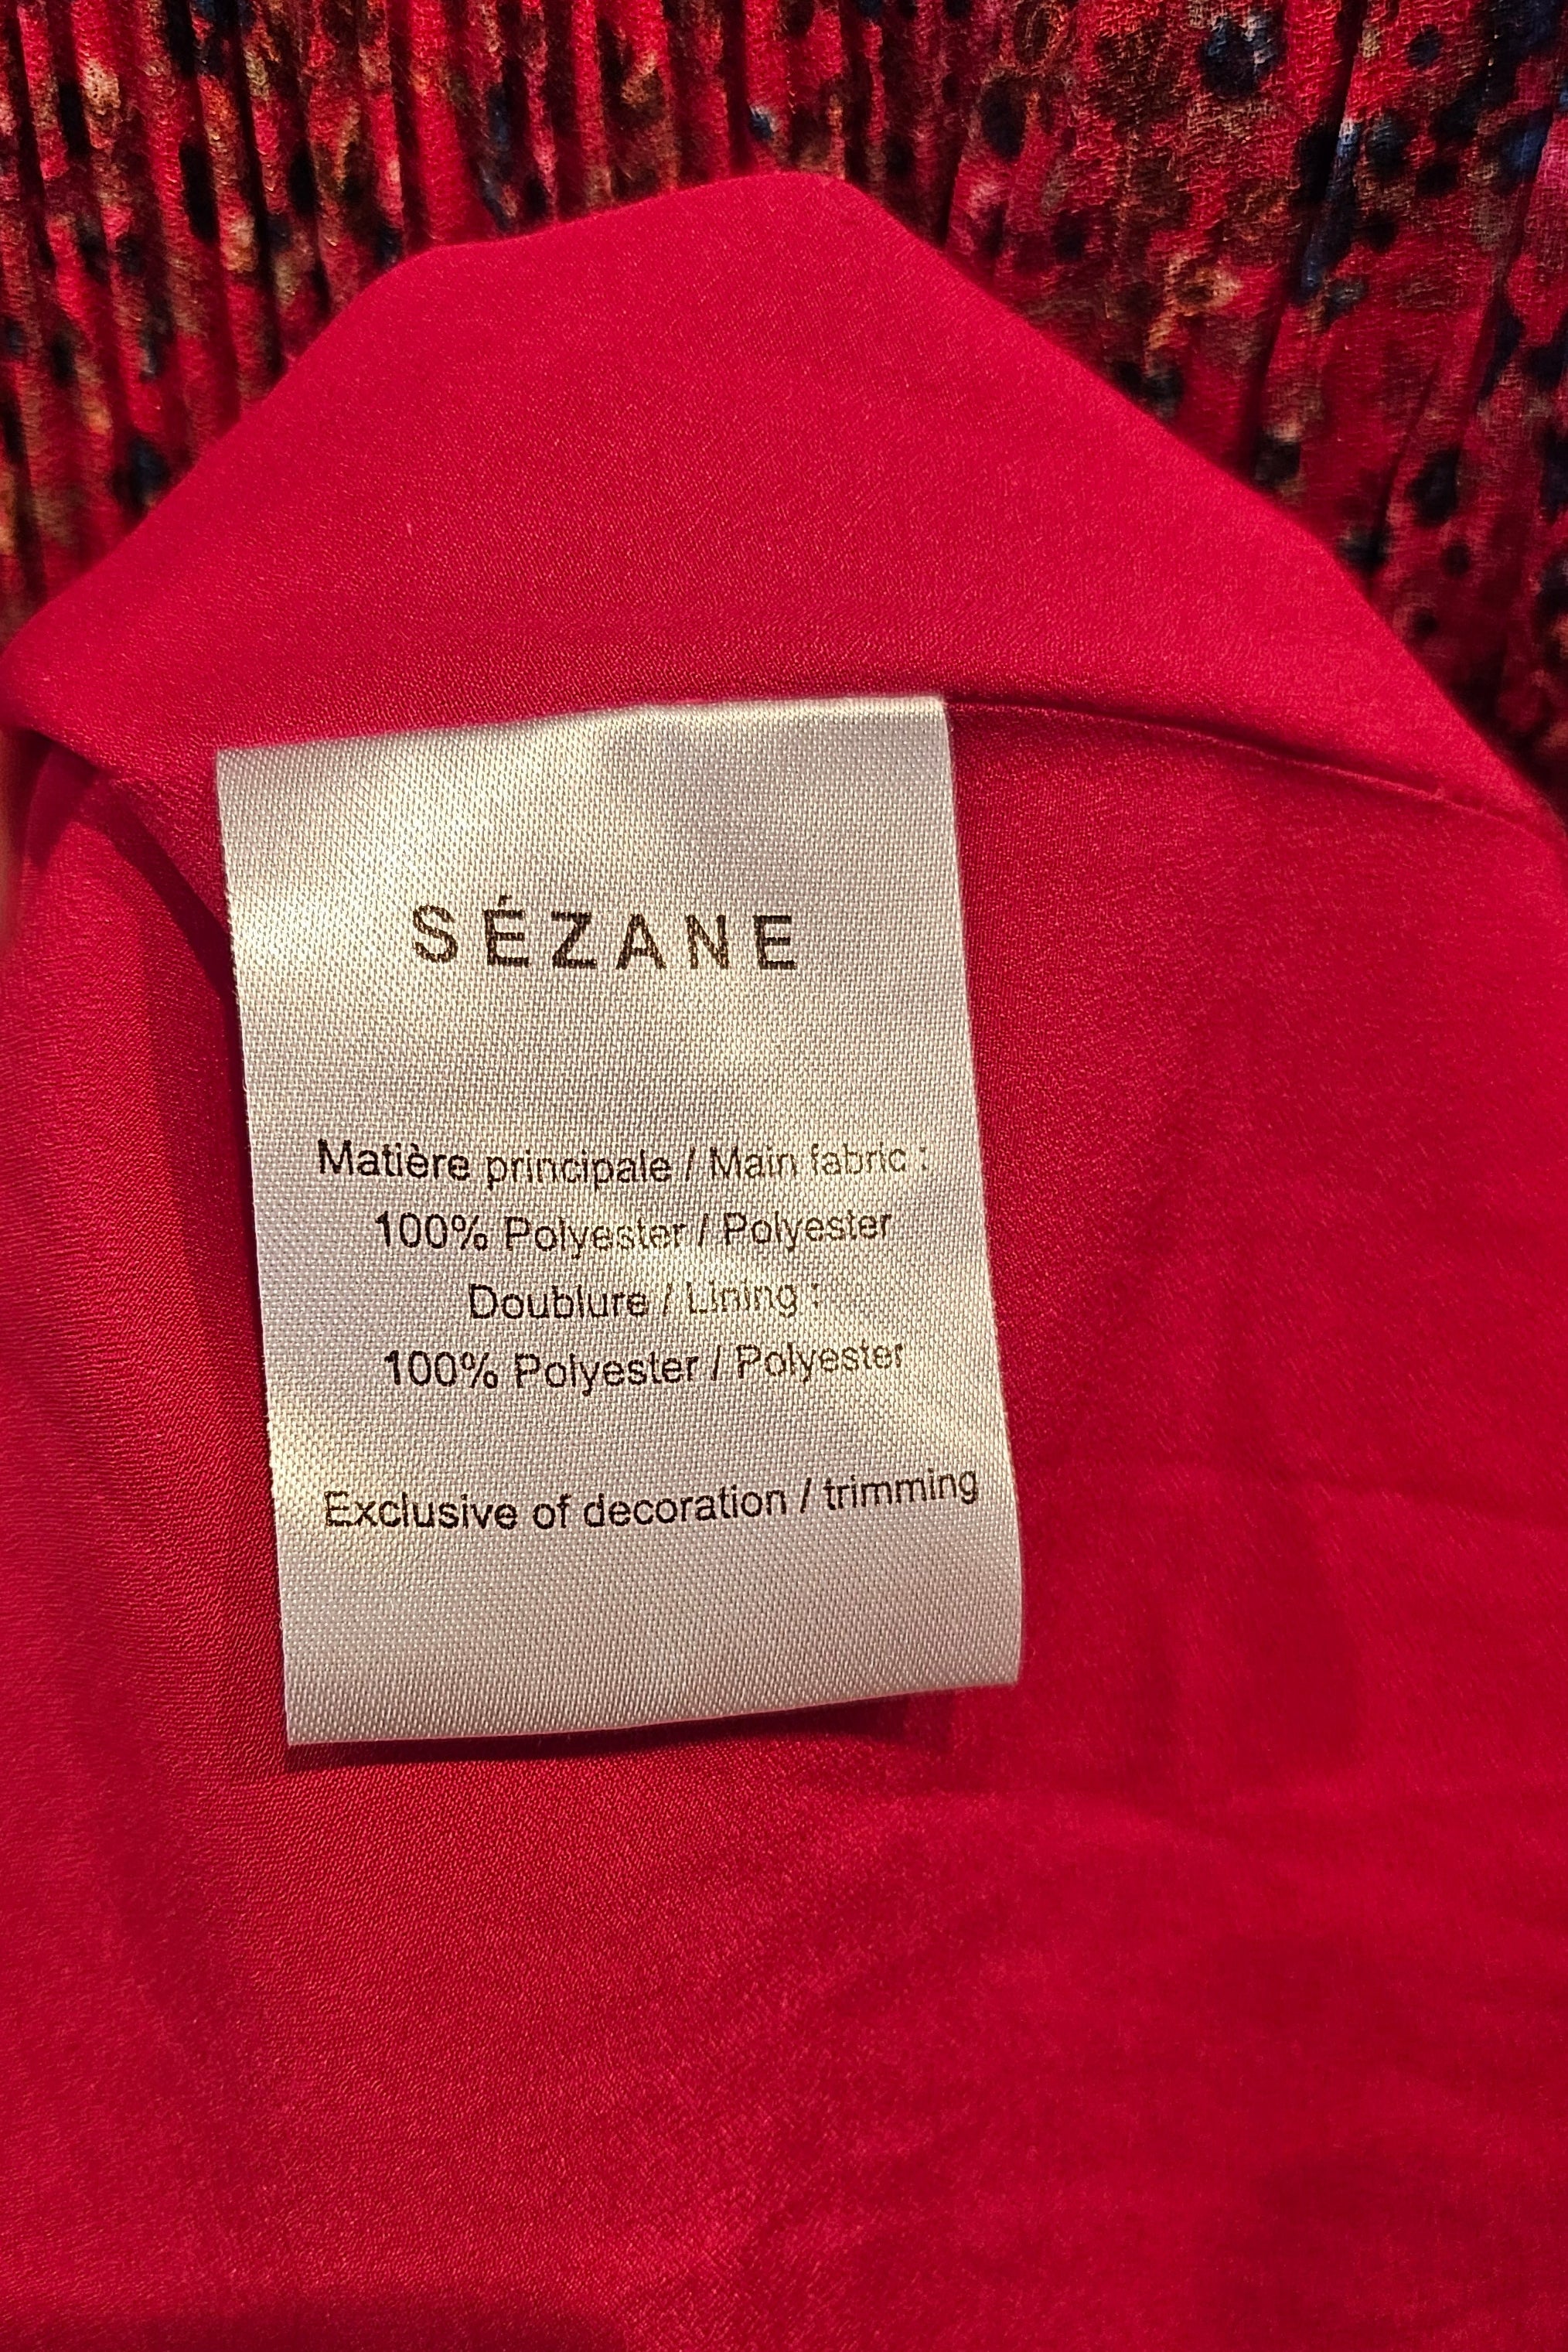 SÉZANE
Matière principale / Main fabric :
100% Polyester / Polyester
Doublure / Lining :
100% Polyester / Polyester
Exclusive of decoration / trimming